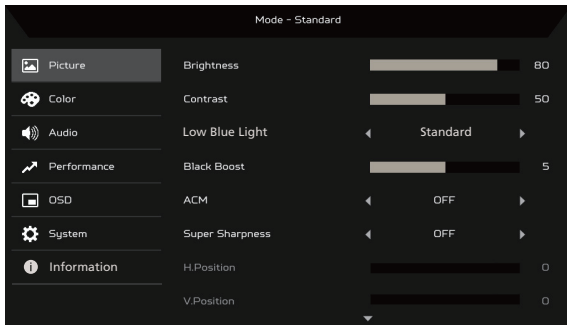 Mode - Standard
Picture
Brightness 80
Color
Contrast 50
Audio
Low Blue Light Standard
Performance
Black Boost 5
OSD
ACM OFF
System
Super Sharpness OFF
Information
H.Position 0
V.Position 0